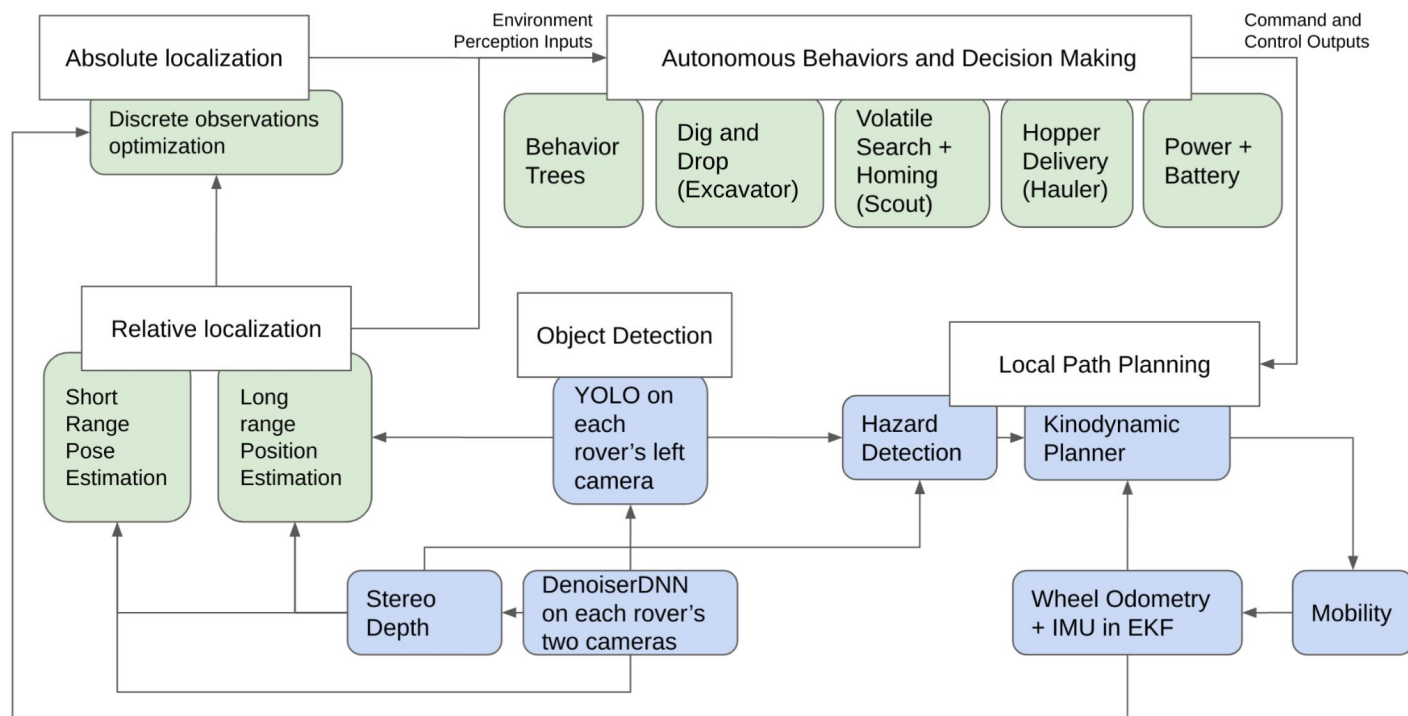 Absolute localization
Discrete observations
optimization
Environment
Perception Inputs
Autonomous Behaviors and Decision Making
Command and
Control Outputs
Behavior
Trees
Dig and
Drop
(Excavator)
Volatile
Search +
Homing
(Scout)
Hopper
Delivery
(Hauler)
Power +
Battery
Relative localization
Short
Range
Pose
Estimation
Long
range
Position
Estimation
Object Detection
YOLO on
each
rover’s left
camera
Local Path Planning
Hazard
Detection
Kinodynamic
Planner
Stereo
Depth
DenoiserDNN
on each rover’s
two cameras
Wheel Odometry
+ IMU in EKF
Mobility